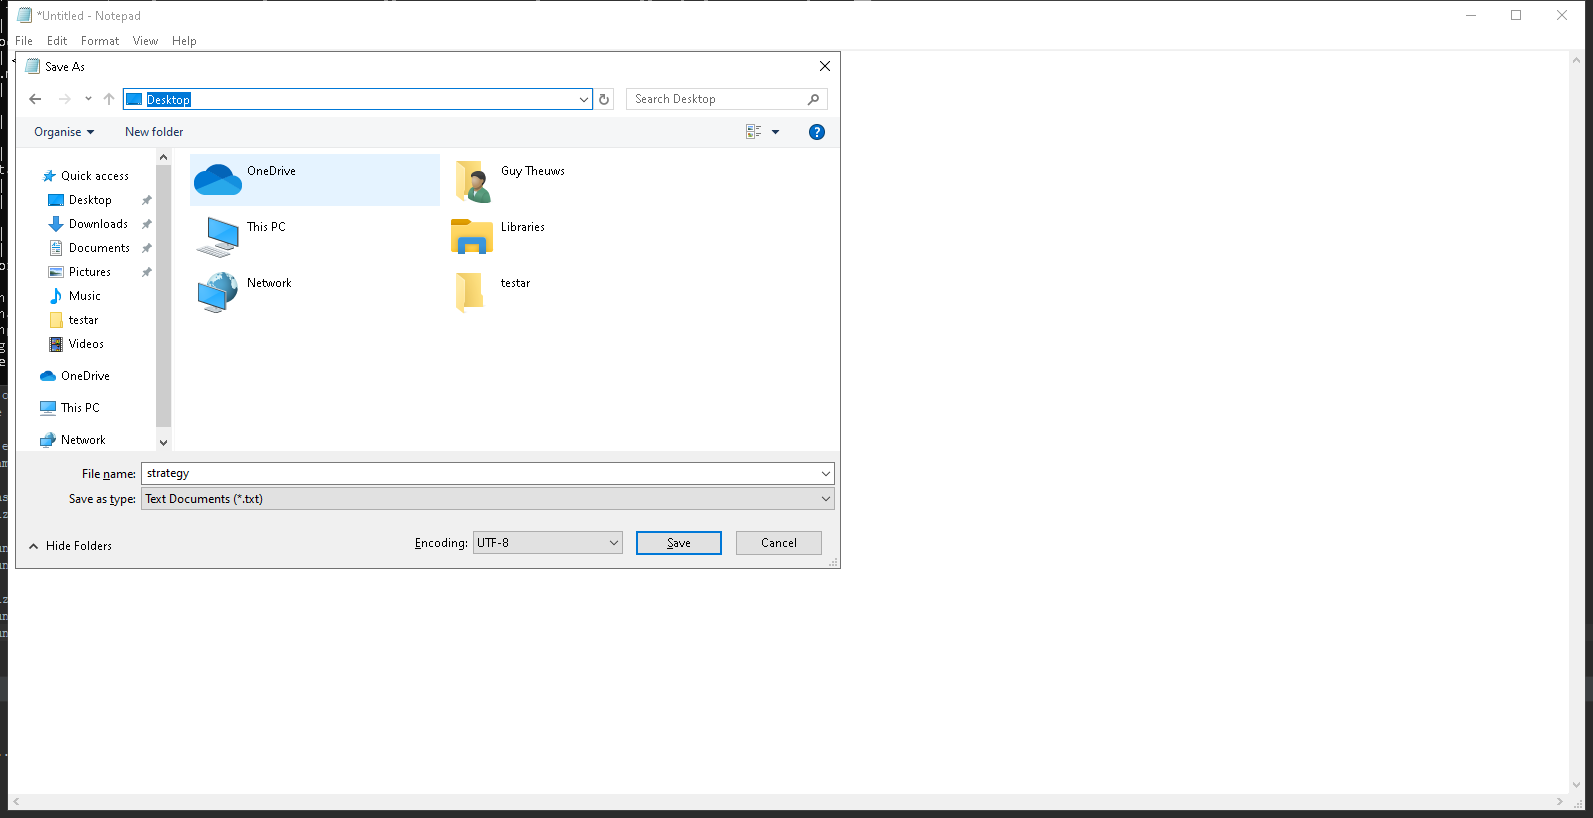 *Untitled - Notepad
File Edit Format View Help
Save As
Desktop
Search Desktop
Organise New folder
Quick access
Desktop
Downloads
Documents
Pictures
Music
testar
Videos
OneDrive
This PC
Network
OneDrive
Guy Theuws
This PC
Libraries
Network
testar
File name: strategy
Save as type: Text Documents (*.txt)
Hide Folders
Encoding: UTF-8
Save
Cancel